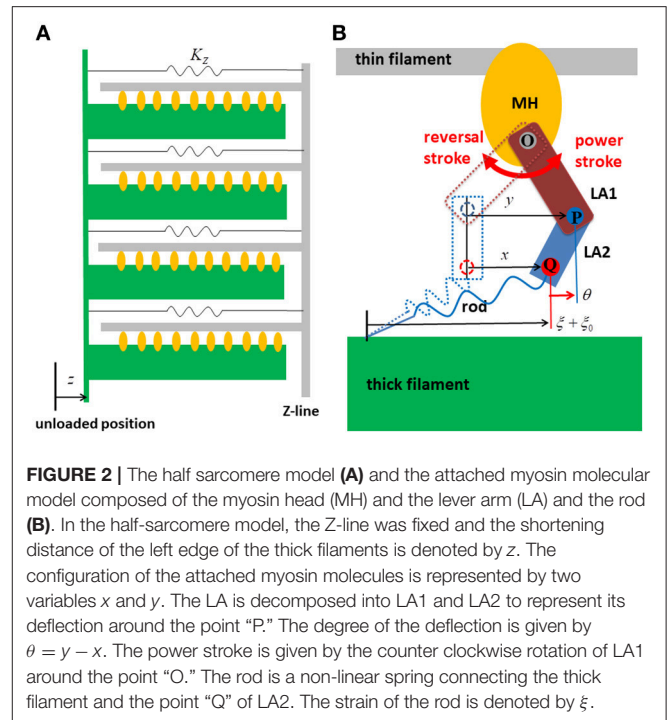 A
K_z
z
unloaded position
Z-line
B
thin filament
MH
O
reversal stroke
power stroke
LA1
y
P
LA2
x
Q
θ
rod
ξ + ξ₀
thick filament
FIGURE 2 | The half sarcomere model (A) and the attached myosin molecular
model composed of the myosin head (MH) and the lever arm (LA) and the rod
(B). In the half-sarcomere model, the Z-line was fixed and the shortening
distance of the left edge of the thick filaments is denoted by z. The
configuration of the attached myosin molecules is represented by two
variables x and y. The LA is decomposed into LA1 and LA2 to represent its
deflection around the point “P.” The degree of the deflection is given by
θ = y − x. The power stroke is given by the counter clockwise rotation of LA1
around the point “O.” The rod is a non-linear spring connecting the thick
filament and the point “Q” of LA2. The strain of the rod is denoted by ξ.